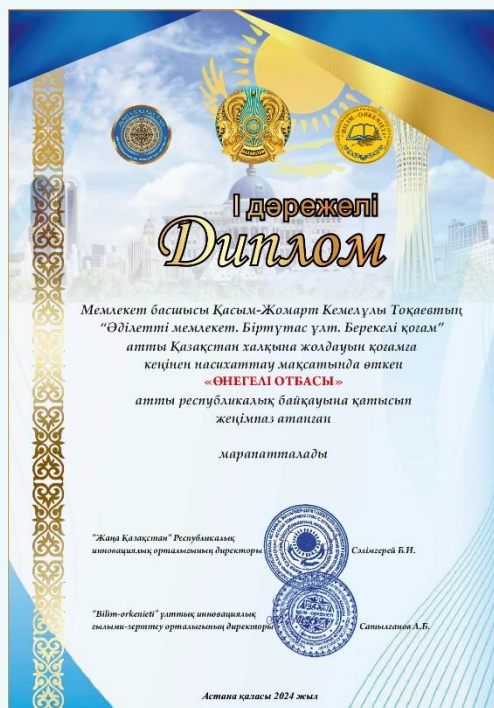 І дәрежелі
Диплом
Мемлекет басшысы Қасым-Жомарт Кемелұлы Тоқаевтың
“Әділетті мемлекет. Біртұтас ұлт. Берекелі қоғам”
атты Қазақстан халқына жолдауын қоғамға
кеңінен насихаттау мақсатында өткен
«ӨНЕГЕЛІ ОТБАСЫ»
атты республикалық байқауына қатысып
жеңімпаз атанған
марапатталады
"Жаңа Қазақстан" Республикалық
инновациялық орталығының директоры
Сәлімгерей Б.Н.
"Bilim-orkenieti" ұлттық инновациялық
ғылыми-зерттеу орталығының директоры
Сатылганов А.Б.
Астана қаласы 2024 жыл